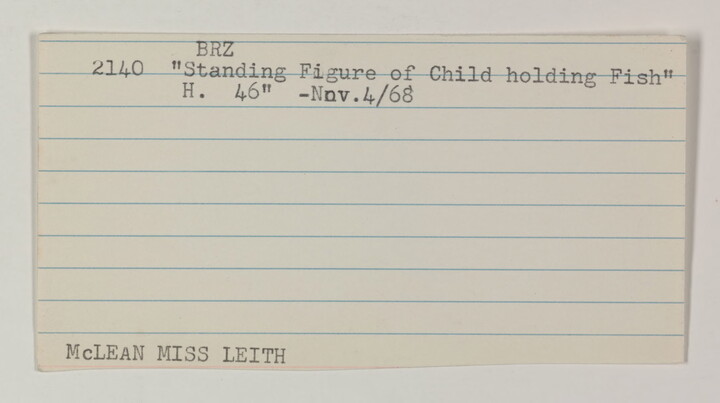 BRZ
2140 "Standing Figure of Child holding Fish"
H. 46" -Nnv.4/68
McLEAN MISS LEITH